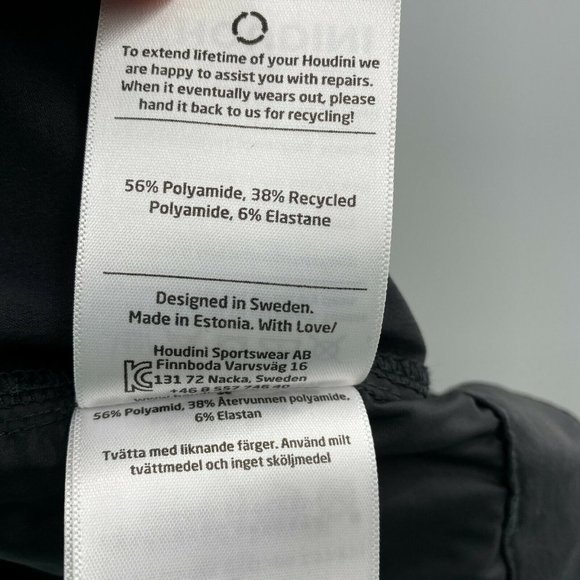 To extend lifetime of your Houdini we
are happy to assist you with repairs.
When it eventually wears out, please
hand it back to us for recycling!
56% Polyamide, 38% Recycled
Polyamide, 6% Elastane
Designed in Sweden.
Made in Estonia. With Love/
Houdini Sportswear AB
Finnboda Varvsväg 16
131 72 Nacka, Sweden
56% Polyamid, 38% Återvunnen polyamide,
6% Elastan
Tvätta med liknande färger. Använd milt
tvättmedel och inget sköljmedel